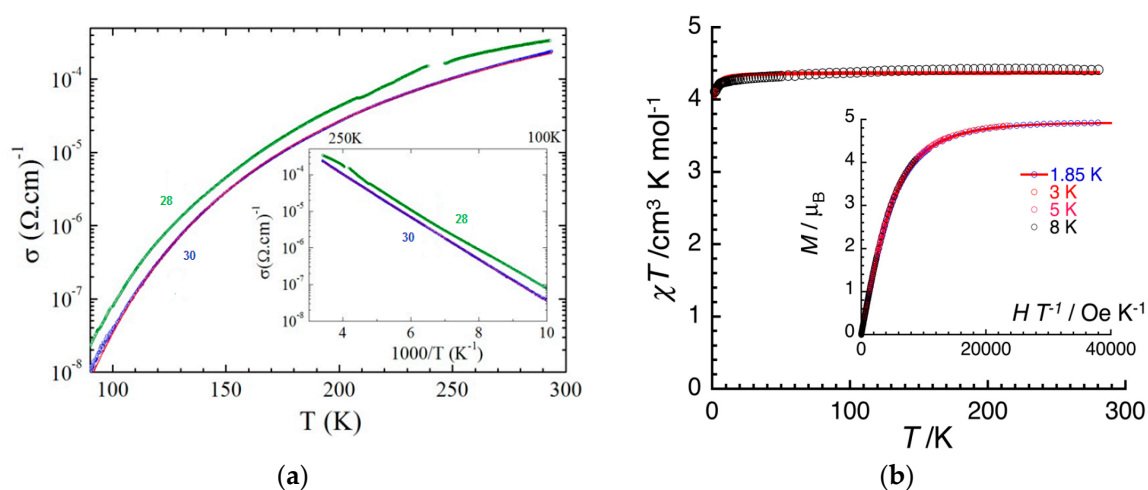 10⁻⁴
10⁻⁵
10⁻⁶
10⁻⁷
10⁻⁸
σ (Ω.cm)⁻¹
100 150 200 250 300
T (K)
28
30
250K 100K
10⁻⁴
10⁻⁵
10⁻⁶
10⁻⁷
10⁻⁸
σ(Ω.cm)⁻¹
28
30
4 6 8 10
1000/T (K⁻¹)
(a)
5
4
3
2
1
0
χT /cm³ K mol⁻¹
0 100 200 300
T /K
5
4
3
2
1
0
M / μB
1.85 K
3 K
5 K
8 K
H T⁻¹ / Oe K⁻¹
0 20000 40000
(b)